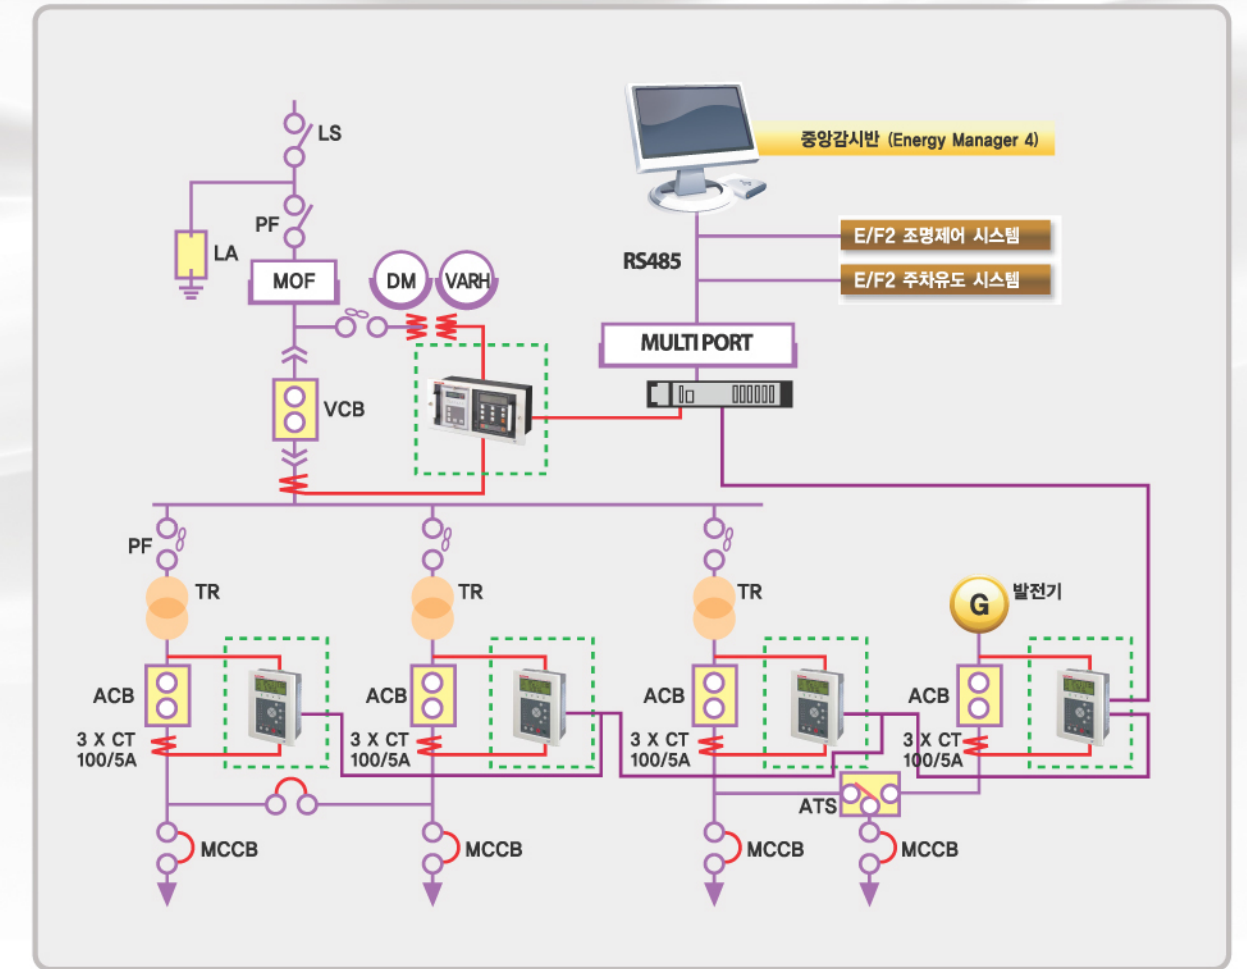 LS
중앙감시반 (Energy Manager 4)
PF
LA
E/F2 조명제어 시스템
RS485
MOF
DM
VARH
E/F2 주차유도 시스템
MULTI PORT
VCB
PF
TR
TR
TR
G
발전기
ACB
ACB
ACB
ACB
3 X CT
100/5A
3 X CT
100/5A
3 X CT
100/5A
3 X CT
100/5A
ATS
MCCB
MCCB
MCCB
MCCB